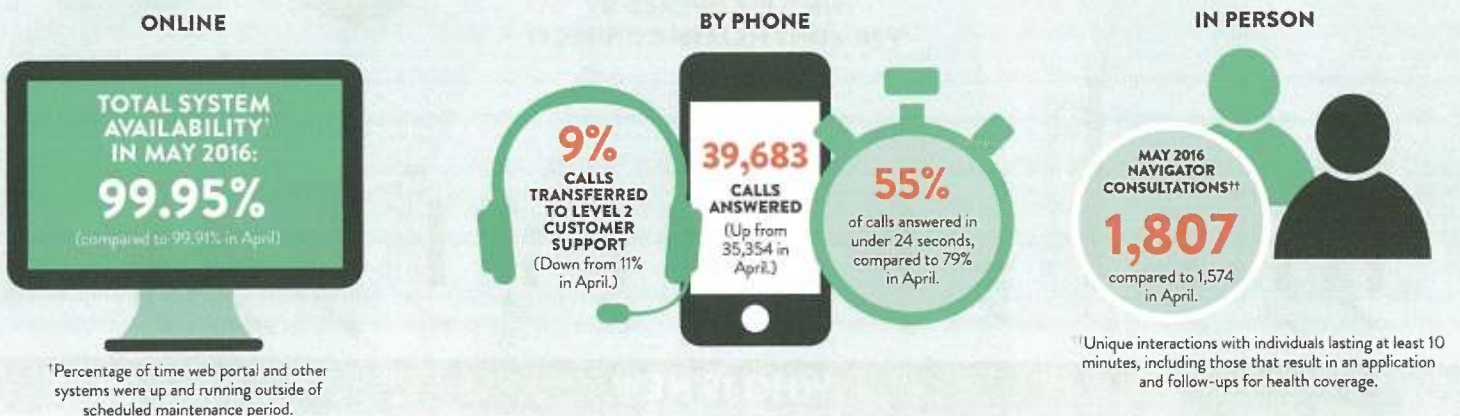 ONLINE
TOTAL SYSTEM
AVAILABILITY†
IN MAY 2016:
99.95%
(compared to 99.91% in April)
†Percentage of time web portal and other
systems were up and running outside of
scheduled maintenance period.
BY PHONE
9%
CALLS
TRANSFERRED
TO LEVEL 2
CUSTOMER
SUPPORT
(Down from 11%
in April.)
39,683
CALLS
ANSWERED
(Up from
35,354 in
April.)
55%
of calls answered in
under 24 seconds,
compared to 79%
in April.
IN PERSON
MAY 2016
NAVIGATOR
CONSULTATIONS††
1,807
compared to 1,574
in April.
††Unique interactions with individuals lasting at least 10
minutes, including those that result in an application
and follow-ups for health coverage.